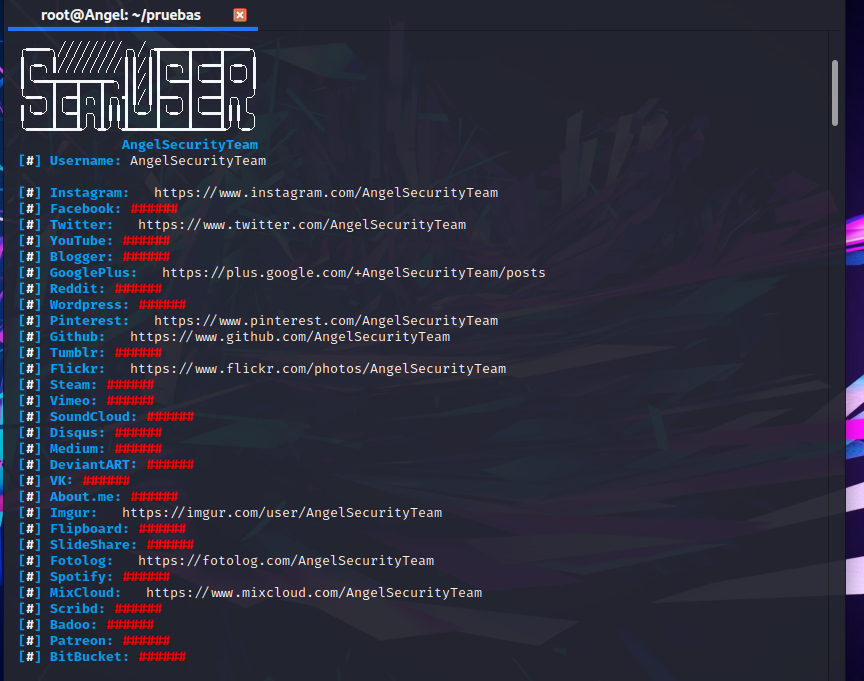 root@Angel: ~/pruebas
SCANUSER
AngelSecurityTeam
[#] Username: AngelSecurityTeam
[#] Instagram: https://www.instagram.com/AngelSecurityTeam
[#] Facebook: ######
[#] Twitter: https://www.twitter.com/AngelSecurityTeam
[#] YouTube: ######
[#] Blogger: ######
[#] GooglePlus: https://plus.google.com/+AngelSecurityTeam/posts
[#] Reddit: ######
[#] Wordpress: ######
[#] Pinterest: https://www.pinterest.com/AngelSecurityTeam
[#] Github: https://www.github.com/AngelSecurityTeam
[#] Tumblr: ######
[#] Flickr: https://www.flickr.com/photos/AngelSecurityTeam
[#] Steam: ######
[#] Vimeo: ######
[#] SoundCloud: ######
[#] Disqus: ######
[#] Medium: ######
[#] DeviantART: ######
[#] VK: ######
[#] About.me: ######
[#] Imgur: https://imgur.com/user/AngelSecurityTeam
[#] Flipboard: ######
[#] SlideShare: ######
[#] Fotolog: https://fotolog.com/AngelSecurityTeam
[#] Spotify: ######
[#] MixCloud: https://www.mixcloud.com/AngelSecurityTeam
[#] Scribd: ######
[#] Badoo: ######
[#] Patreon: ######
[#] BitBucket: ######